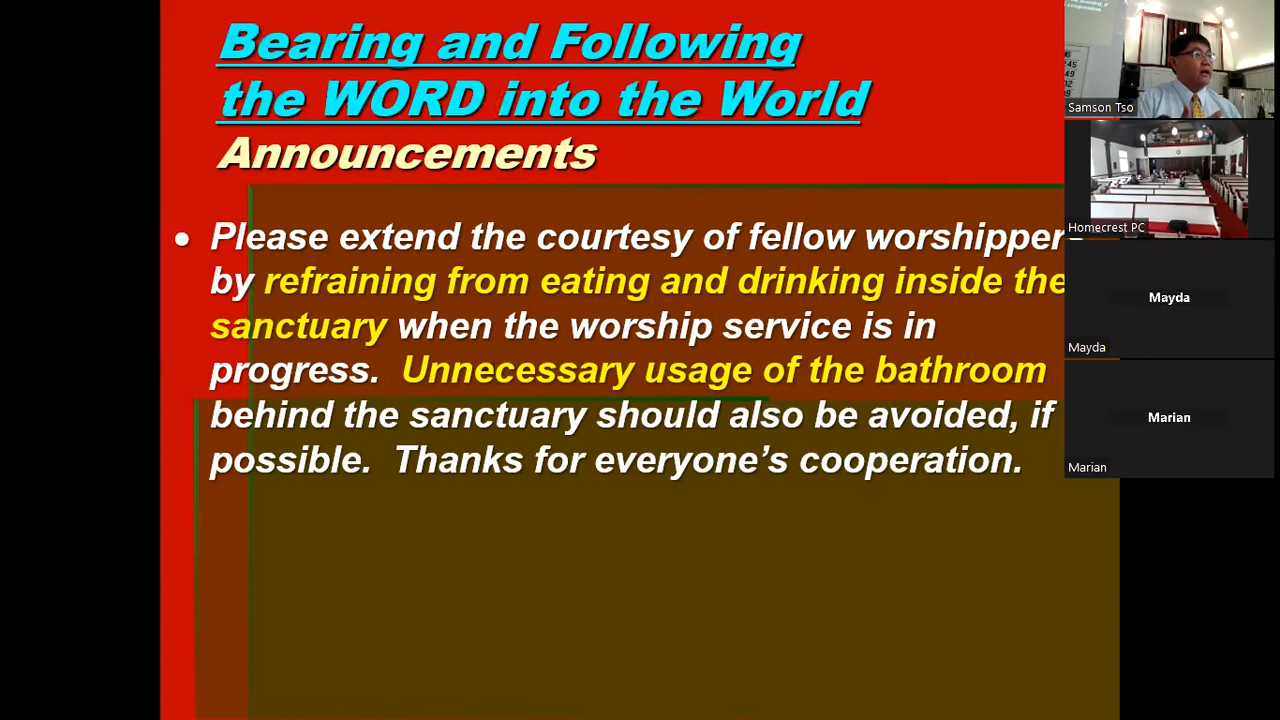 Bearing and Following
the WORD into the World
Announcements
• Please extend the courtesy of fellow worshipper
by refraining from eating and drinking inside the
sanctuary when the worship service is in
progress. Unnecessary usage of the bathroom
behind the sanctuary should also be avoided, if
possible. Thanks for everyone’s cooperation.
Samson Tso
Homecrest PC
Mayda
Mayda
Marian
Marian